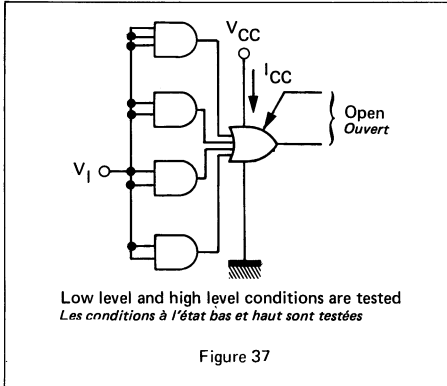 V_CC
I_CC
Open
Ouvert
V_I
Low level and high level conditions are tested
Les conditions à l'état bas et haut sont testées
Figure 37